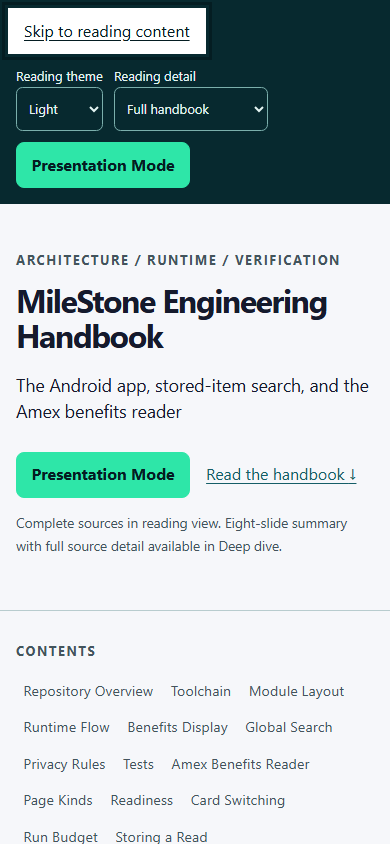 Skip to reading content
Reading theme Reading detail
Light Full handbook
Presentation Mode
ARCHITECTURE / RUNTIME / VERIFICATION
MileStone Engineering
Handbook
The Android app, stored-item search, and the
Amex benefits reader
Presentation Mode Read the handbook ↓
Complete sources in reading view. Eight-slide summary
with full source detail available in Deep dive.
CONTENTS
Repository Overview Toolchain Module Layout
Runtime Flow Benefits Display Global Search
Privacy Rules Tests Amex Benefits Reader
Page Kinds Readiness Card Switching
Run Budget Storing a Read